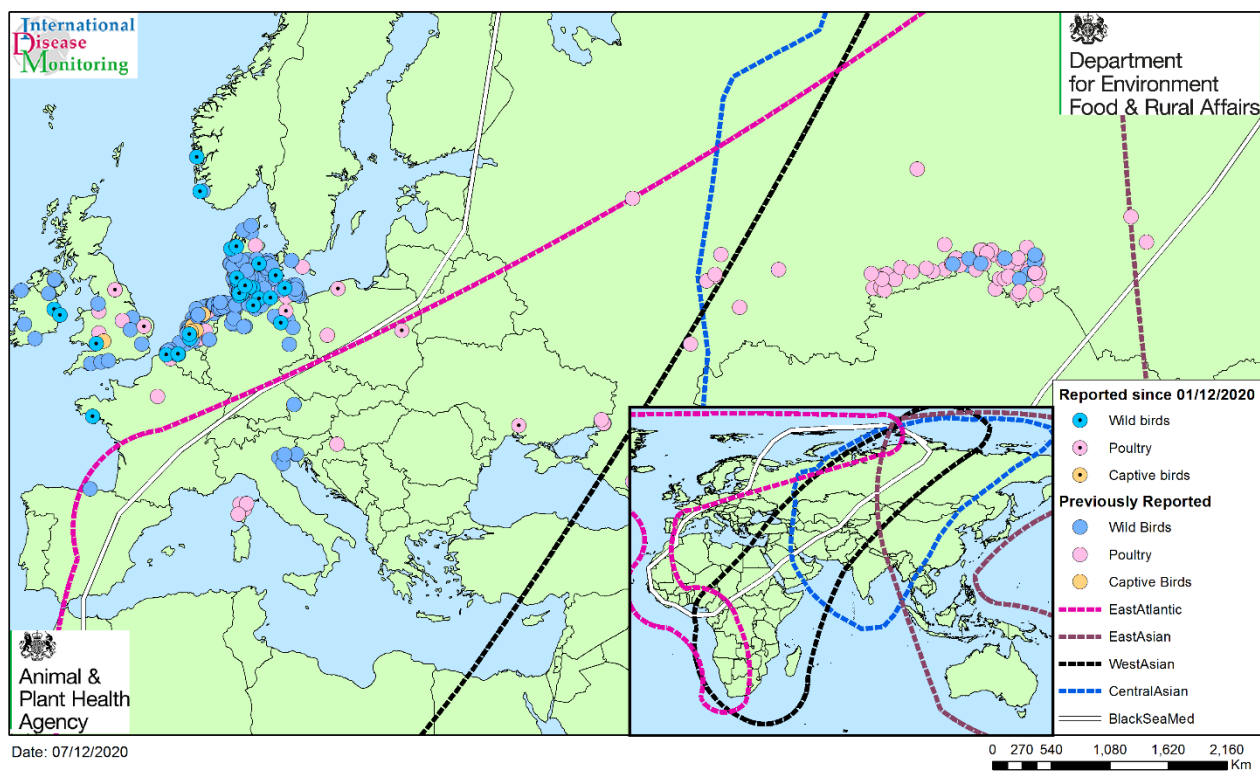 International
Disease
Monitoring
Department
for Environment
Food & Rural Affairs
Reported since 01/12/2020
Wild birds
Poultry
Captive birds
Previously Reported
Wild Birds
Poultry
Captive Birds
EastAtlantic
EastAsian
WestAsian
CentralAsian
BlackSeaMed
Animal &
Plant Health
Agency
Date: 07/12/2020
0 270 540 1,080 1,620 2,160
Km